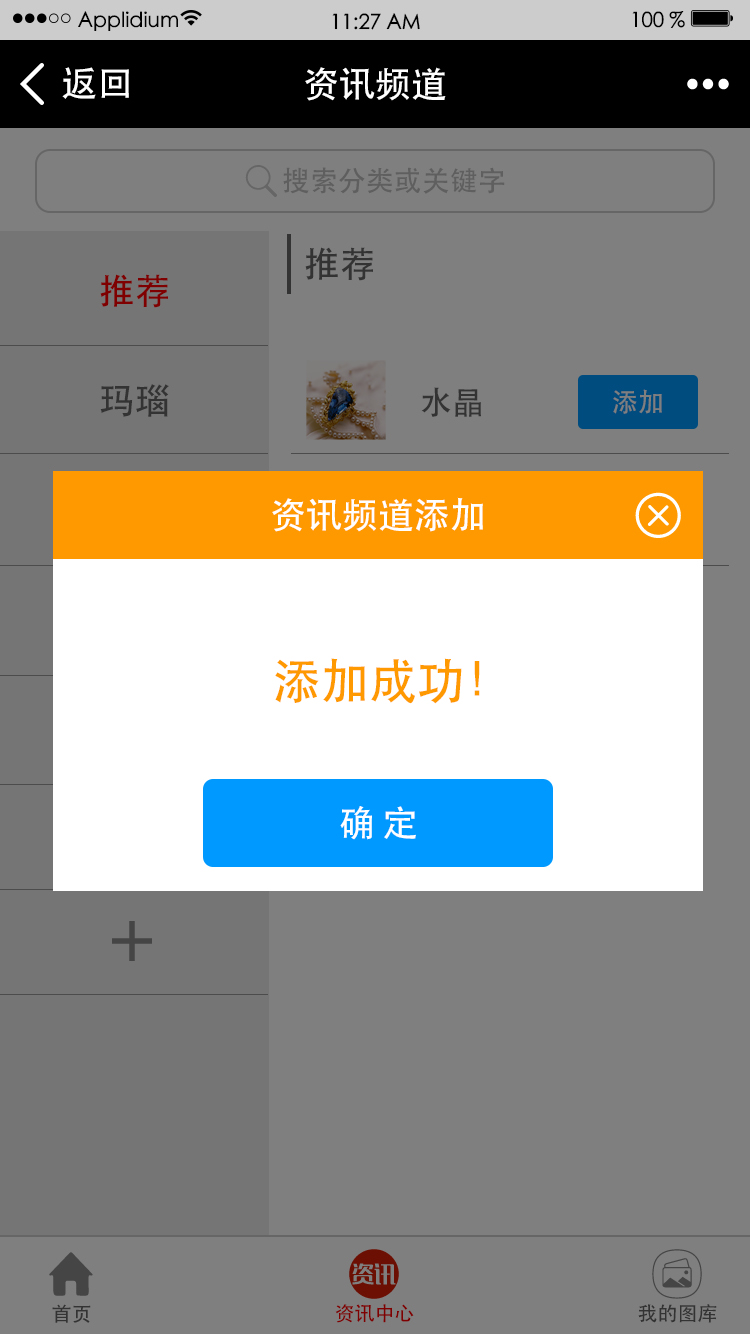 Applidium
11:27 AM
100 %
返回
资讯频道
搜索分类或关键字
推荐
推荐
玛瑙
水晶
添加
资讯频道添加
添加成功！
确 定
首页
资讯
资讯中心
我的图库